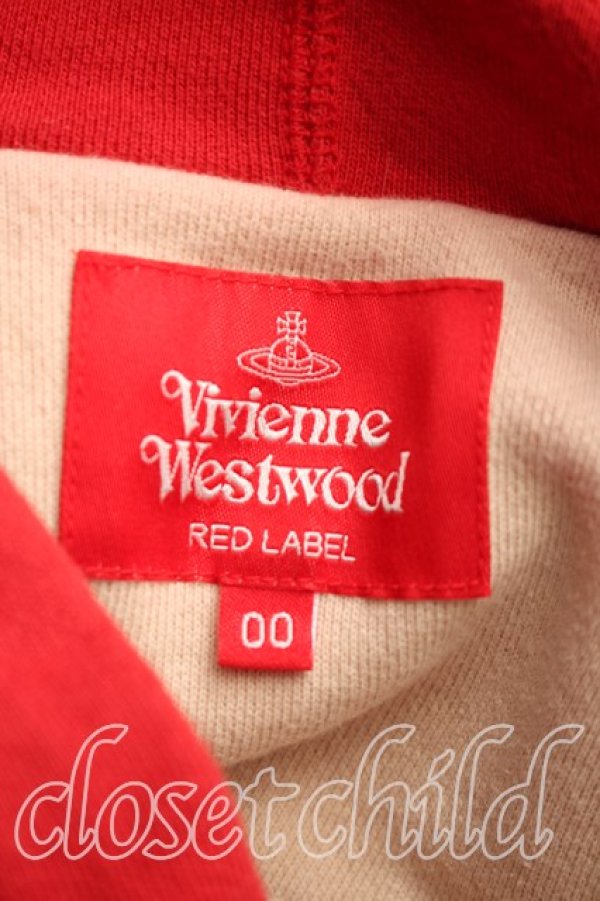 Vivienne
Westwood
RED LABEL
00
closetchild